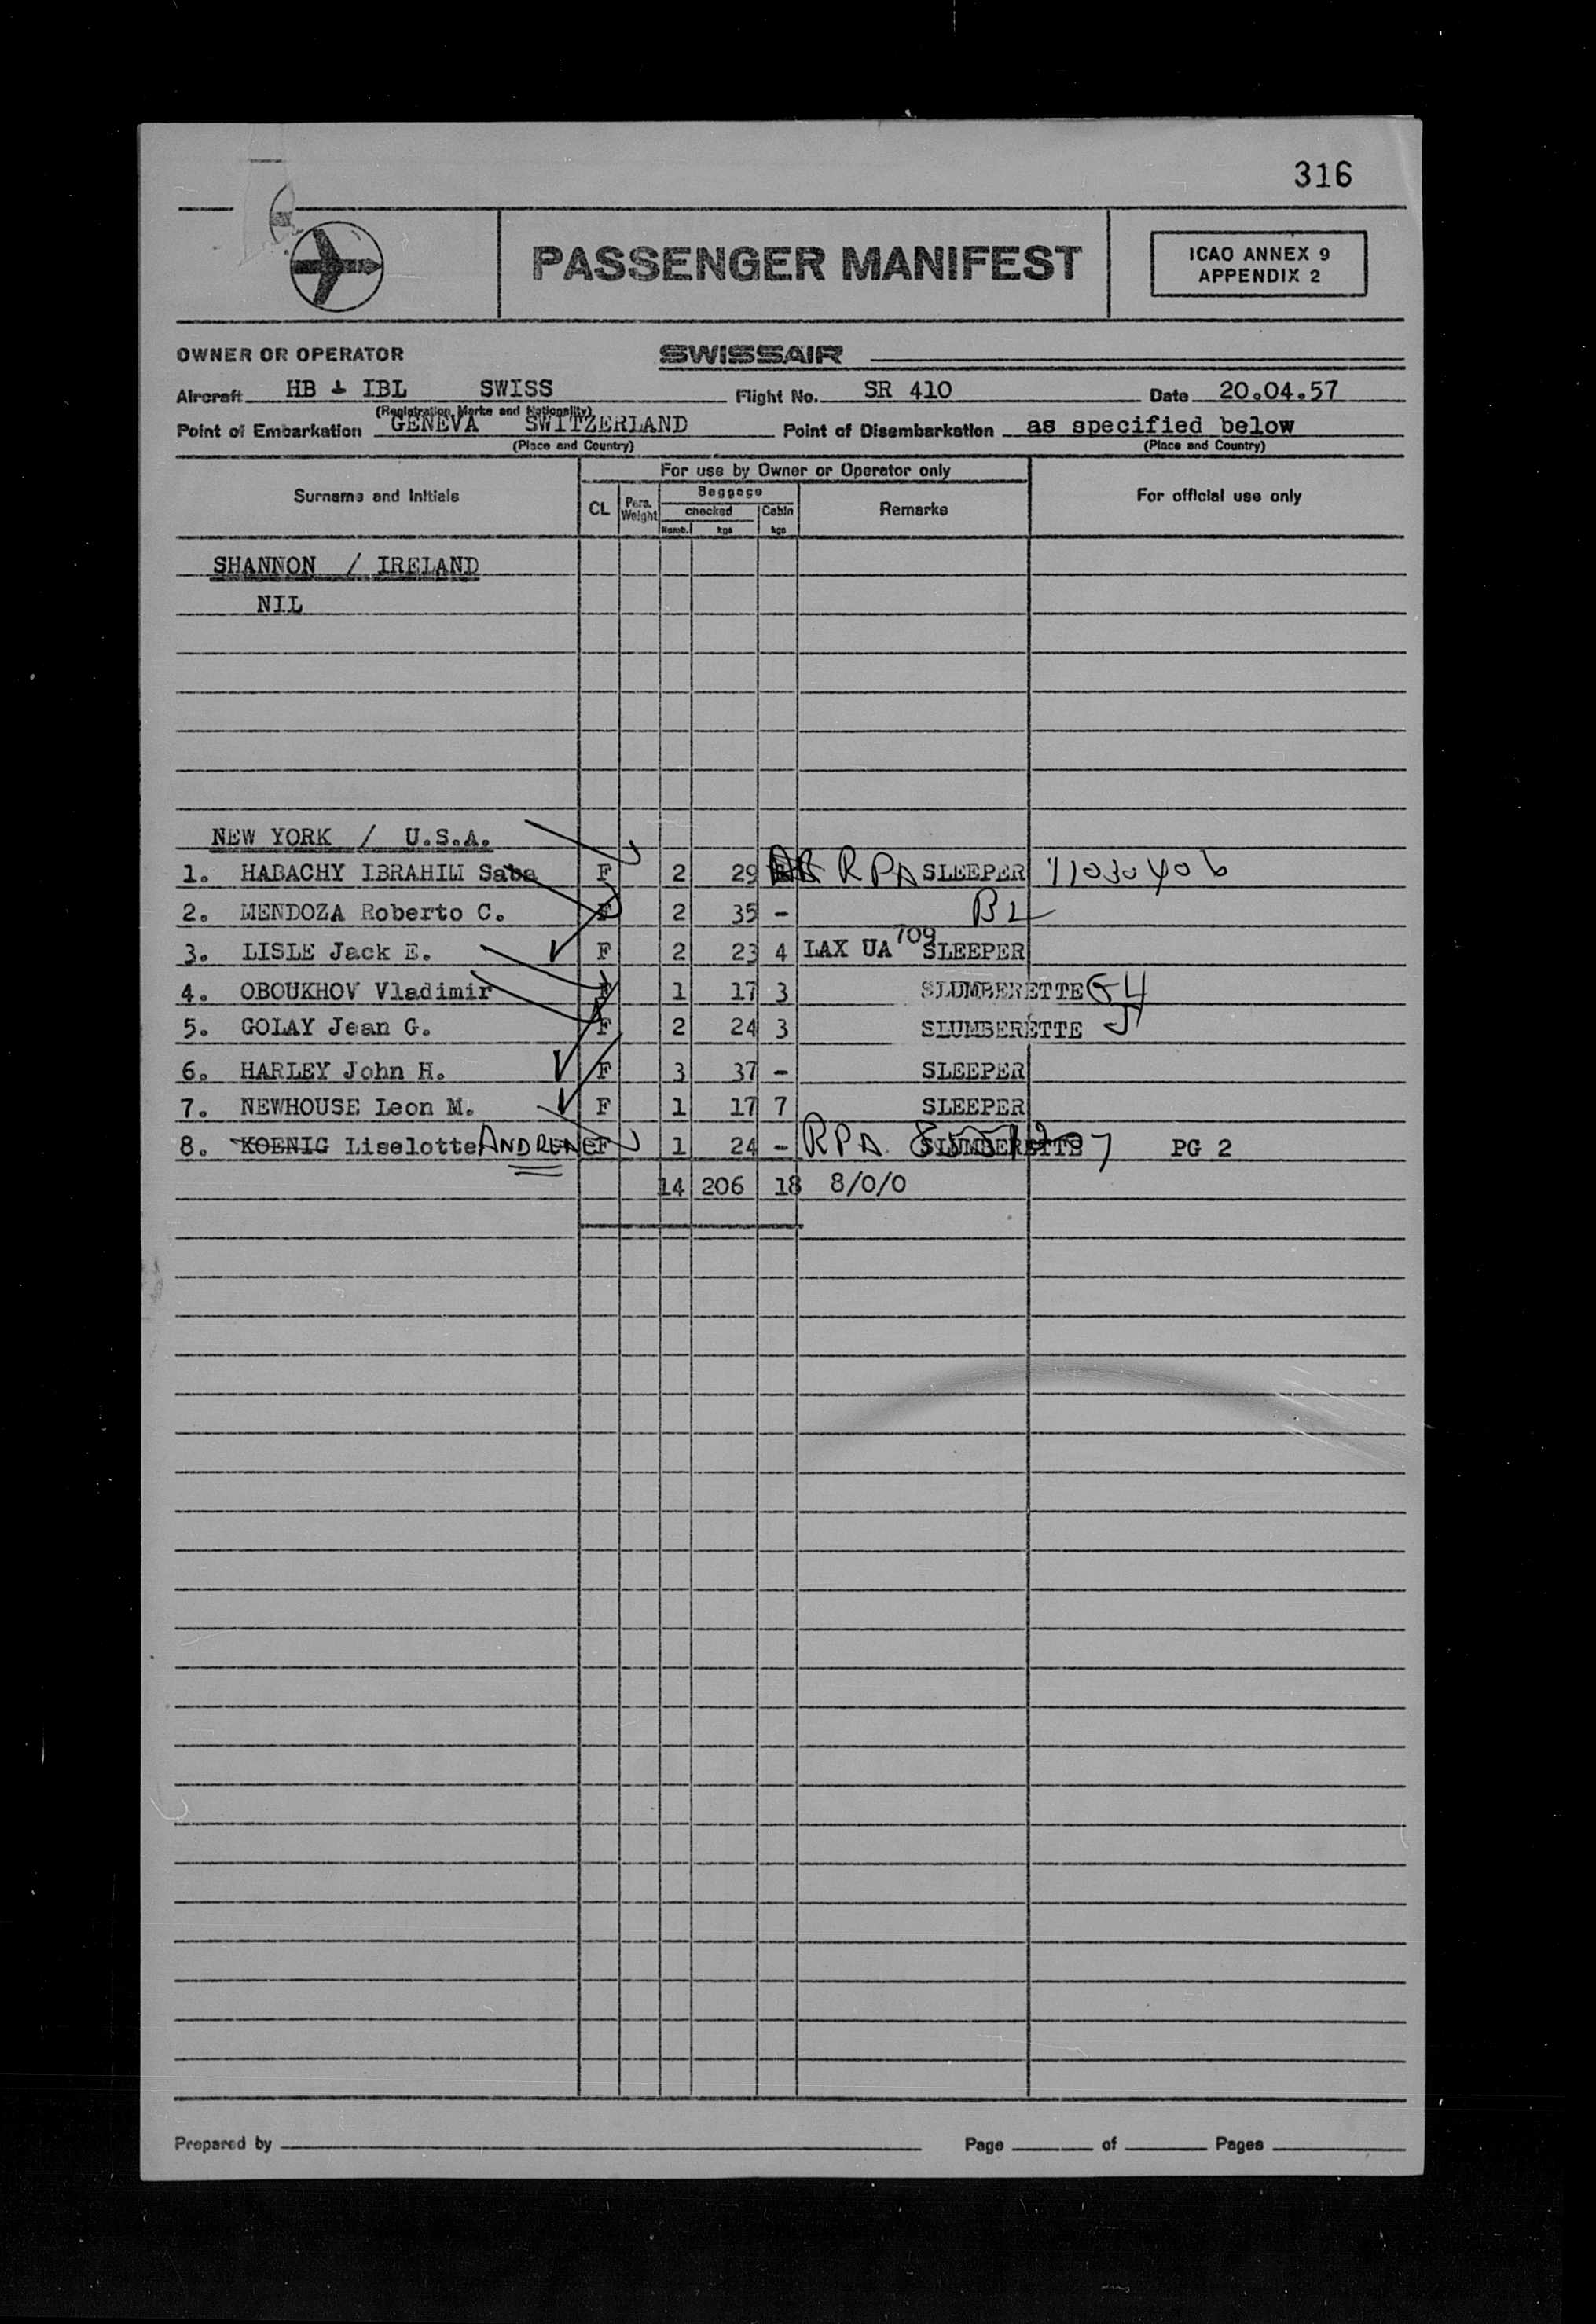 316
PASSENGER MANIFEST
ICAO ANNEX 9
APPENDIX 2
OWNER OR OPERATOR SWISSAIR
Aircraft HB - IBL SWISS Flight No. SR 410 Date 20.04.57
(Registration Marks and Nationality)
Point of Embarkation GENEVA SWITZERLAND Point of Disembarkation as specified below
(Place and Country) (Place and Country)
For use by Owner or Operator only
Surname and Initials CL Pers. Weight Baggage checked Numb. kgs Cabin kgs Remarks For official use only
SHANNON / IRELAND
NIL
NEW YORK / U.S.A.
1. HABACHY IBRAHIM Saba F 2 29 RPA SLEEPER 11030406
2. MENDOZA Roberto C. F 2 35 - BL
3. LISLE Jack E. F 2 23 4 LAX UA 709 SLEEPER
4. OBOUKHOV Vladimir F 1 17 3 SLUMBERETTE G4
5. GOLAY Jean G. F 2 24 3 SLUMBERETTE
6. HARLEY John H. F 3 37 - SLEEPER
7. NEWHOUSE Leon M. F 1 17 7 SLEEPER
8. KOENIG Liselotte ANDREAE F 1 24 - RPA SLUMBERETTE PG 2
14 206 18 8/0/0
Prepared by Page of Pages